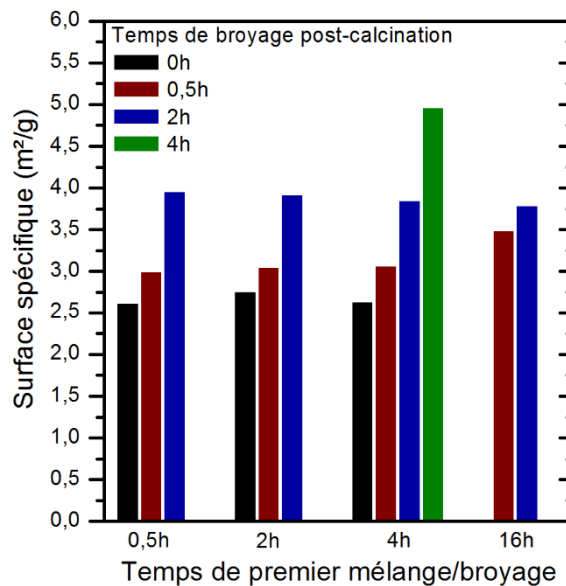 Temps de broyage post-calcination
0h
0,5h
2h
4h
Surface spécifique (m²/g)
6,0
5,5
5,0
4,5
4,0
3,5
3,0
2,5
2,0
1,5
1,0
0,5
0,0
0,5h 2h 4h 16h
Temps de premier mélange/broyage